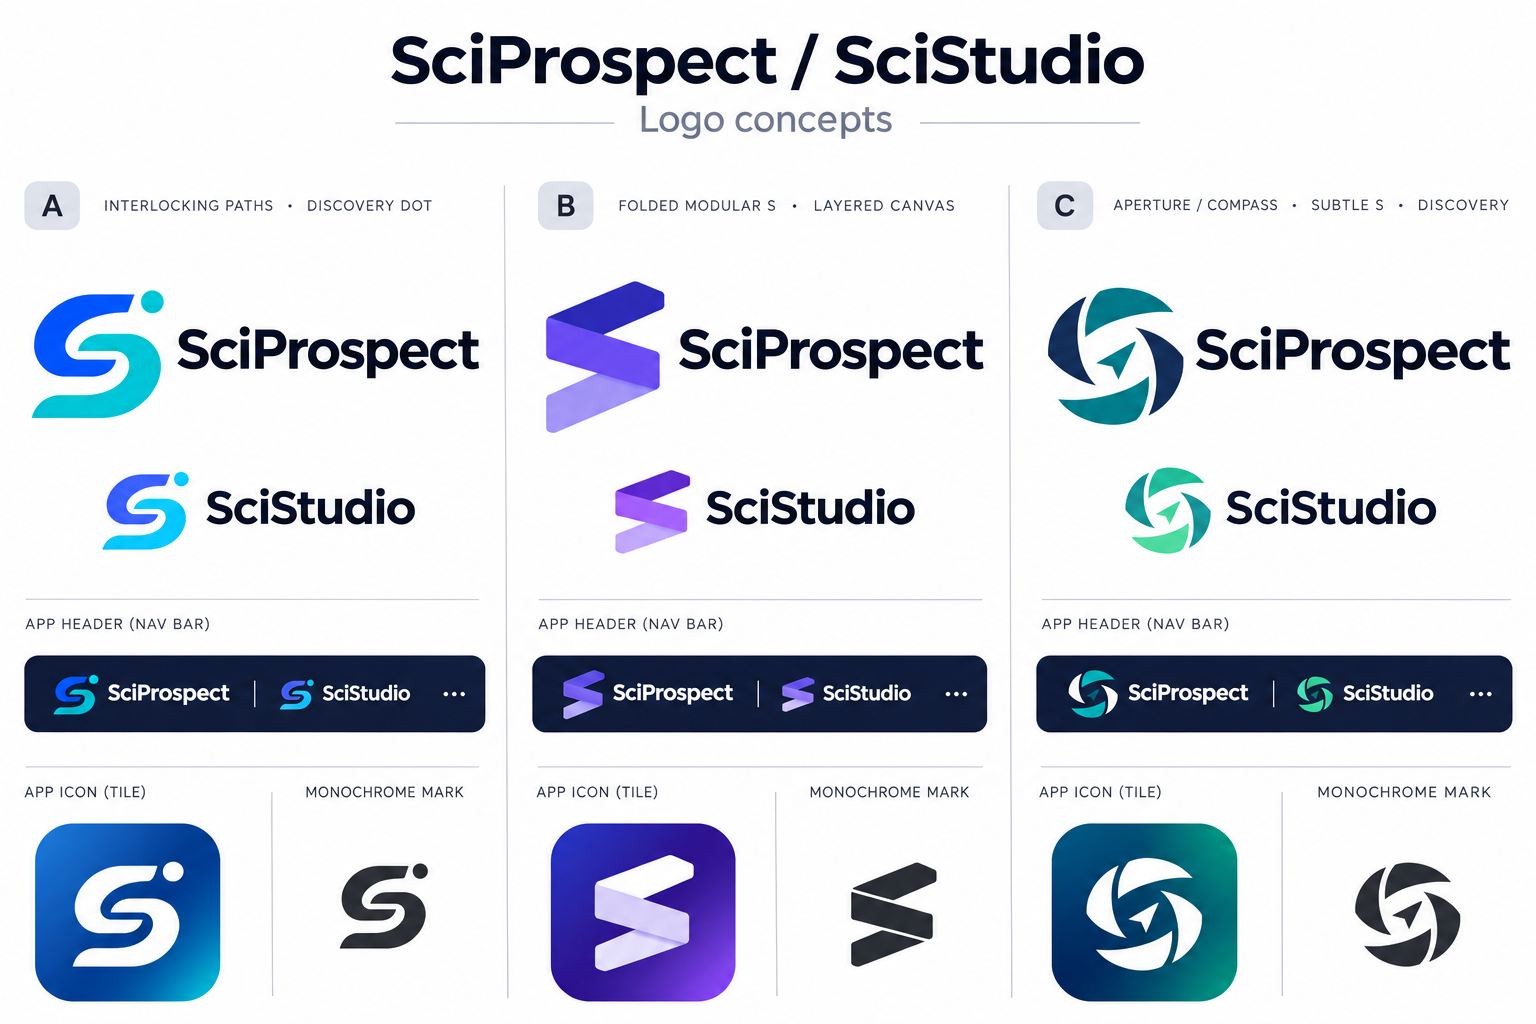 SciProspect / SciStudio
Logo concepts
A
INTERLOCKING PATHS • DISCOVERY DOT
SciProspect
SciStudio
APP HEADER (NAV BAR)
SciProspect | SciStudio ...
APP ICON (TILE)
MONOCHROME MARK
B
FOLDED MODULAR S • LAYERED CANVAS
SciProspect
SciStudio
APP HEADER (NAV BAR)
SciProspect | SciStudio ...
APP ICON (TILE)
MONOCHROME MARK
C
APERTURE / COMPASS • SUBTLE S • DISCOVERY
SciProspect
SciStudio
APP HEADER (NAV BAR)
SciProspect | SciStudio ...
APP ICON (TILE)
MONOCHROME MARK